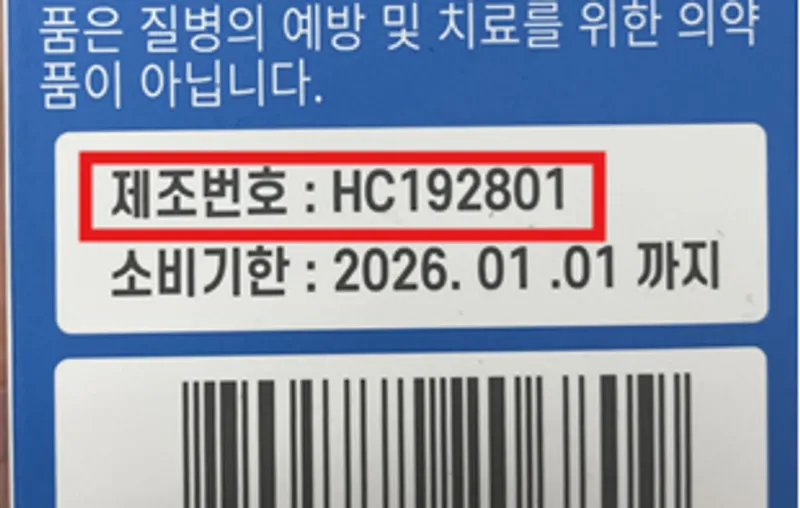 품은 질병의 예방 및 치료를 위한 의약
품이 아닙니다.
제조번호 : HC192801
소비기한 : 2026. 01 .01 까지